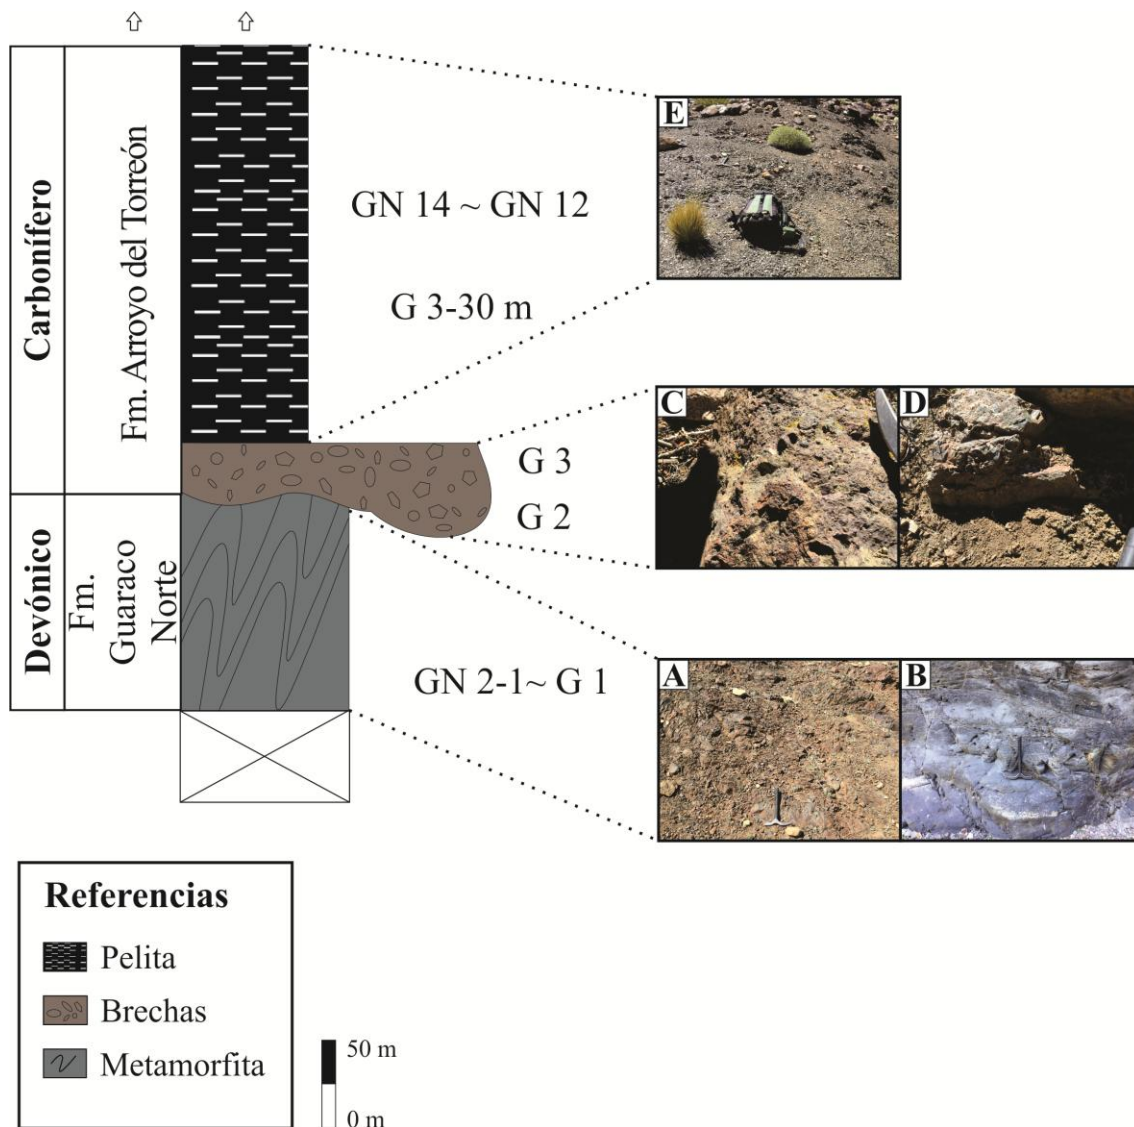 Carbonífero
Fm. Arroyo del Torreón
GN 14 ~ GN 12
G 3-30 m
E
G 3
G 2
C
D
Devónico
Fm.
Guaraco
Norte
GN 2-1~ G 1
A
B
Referencias
Pelita
Brechas
Metamorfita
50 m
0 m